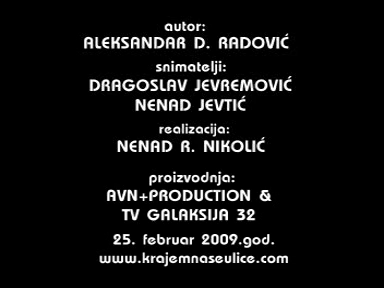 autor:
ALEKSANDAR D. RADOVIĆ
snimatelji:
DRAGOSLAV JEVREMOVIĆ
NENAD JEVTIĆ
realizacija:
NENAD R. NIKOLIĆ
proizvodnja:
AVN+PRODUCTION &
TV GALAKSIJA 32
25. februar 2009.god.
www.krajemnaseulice.com